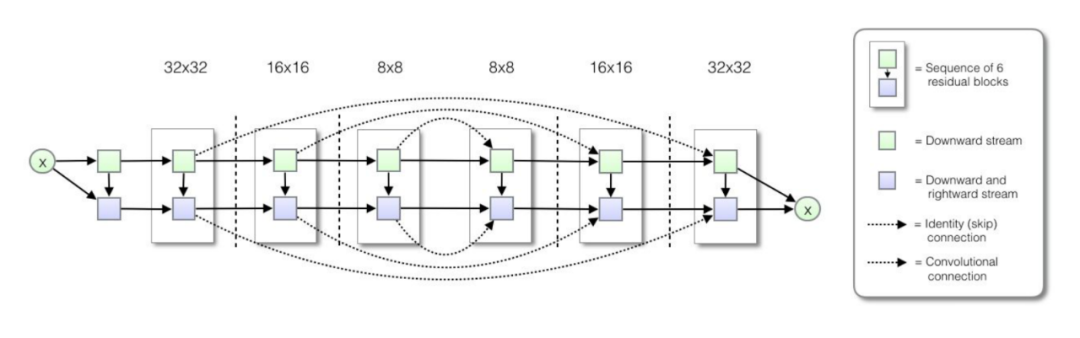 32x32 16x16 8x8 8x8 16x16 32x32
x
x
= Sequence of 6
residual blocks
= Downward stream
= Downward and
rightward stream
= Identity (skip)
connection
= Convolutional
connection